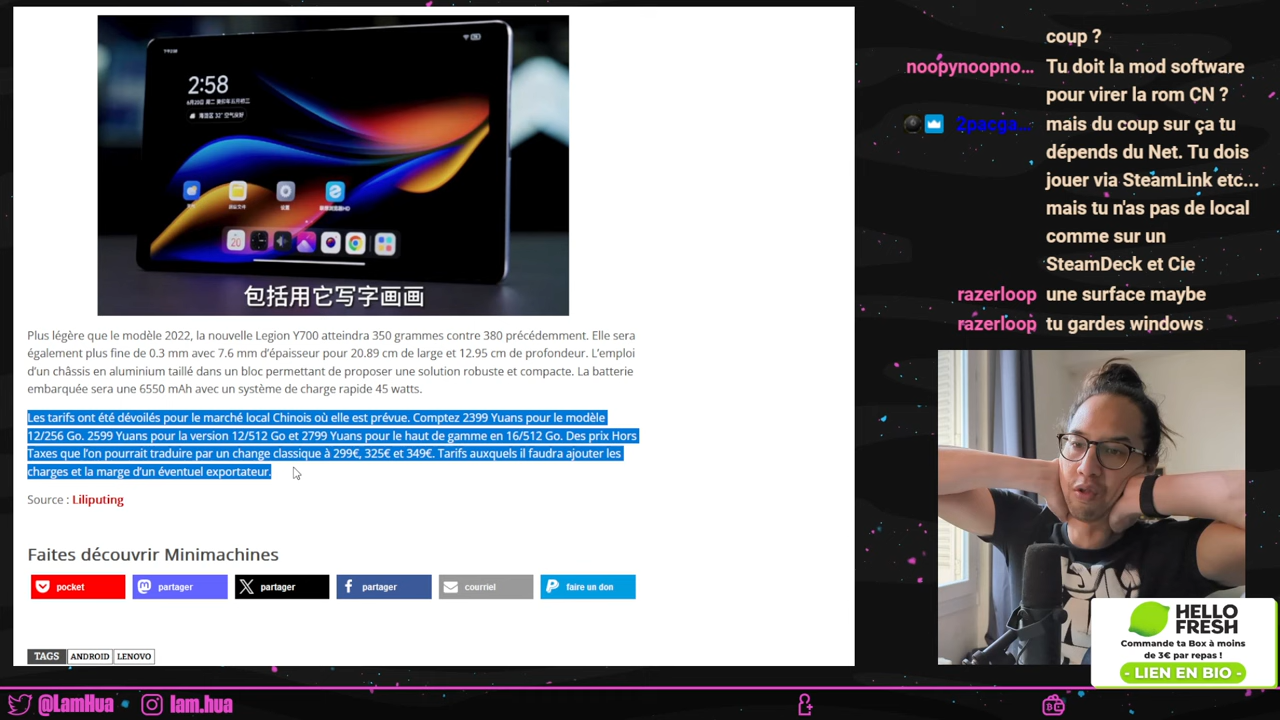 2:58
20
包括用它写字画画
Plus légère que le modèle 2022, la nouvelle Legion Y700 atteindra 350 grammes contre 380 précédemment. Elle sera
également plus fine de 0.3 mm avec 7.6 mm d'épaisseur pour 20.89 cm de large et 12.95 cm de profondeur. L'emploi
d'un châssis en aluminium taillé dans un bloc permettant de proposer une solution robuste et compacte. La batterie
embarquée sera une 6550 mAh avec un système de charge rapide 45 watts.
Les tarifs ont été dévoilés pour le marché local Chinois où elle est prévue. Comptez 2399 Yuans pour le modèle
12/256 Go. 2599 Yuans pour la version 12/512 Go et 2799 Yuans pour le haut de gamme en 16/512 Go. Des prix Hors
Taxes que l'on pourrait traduire par un change classique à 299€, 325€ et 349€. Tarifs auxquels il faudra ajouter les
charges et la marge d'un éventuel exportateur.
Source : Liliputing
Faites découvrir Minimachines
pocket
partager
partager
partager
courriel
faire un don
TAGS ANDROID LENOVO
coup ?
noopynoopno... Tu doit la mod software
pour virer la rom CN ?
2pacga... mais du coup sur ça tu
dépends du Net. Tu dois
jouer via SteamLink etc...
mais tu n'as pas de local
comme sur un
SteamDeck et Cie
razerloop une surface maybe
razerloop tu gardes windows
HELLO
FRESH
Commande ta Box à moins
de 3€ par repas !
- LIEN EN BIO -
@LamHua
lam.hua